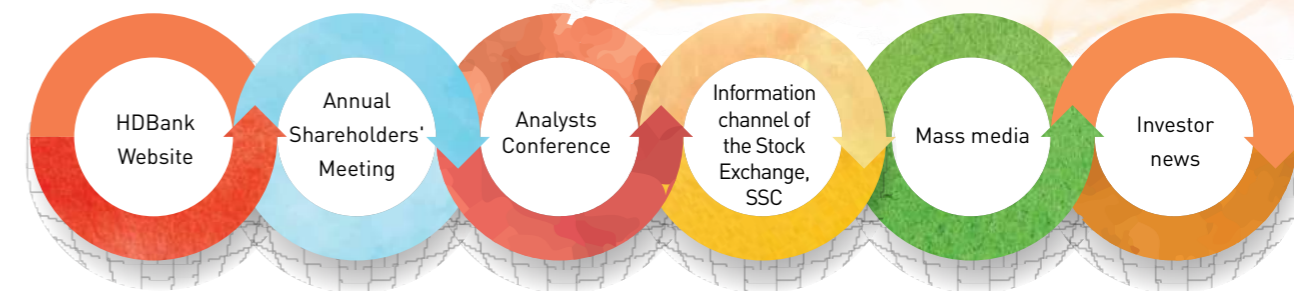 HDBank
Website
Annual
Shareholders'
Meeting
Analysts
Conference
Information
channel of
the Stock
Exchange,
SSC
Mass media
Investor
news